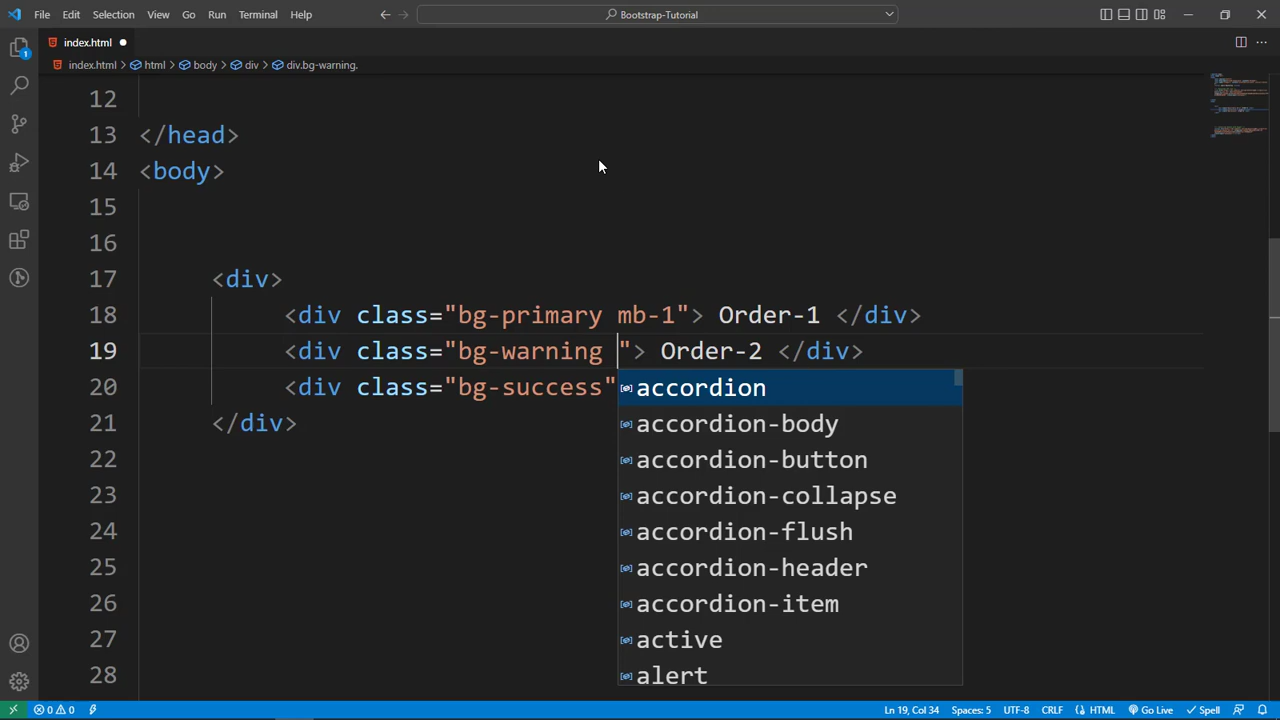 File Edit Selection View Go Run Terminal Help Bootstrap-Tutorial
index.html
index.html > html > body > div > div.bg-warning.
1
12
13 </head>
14 <body>
15
16
17 <div>
18 <div class="bg-primary mb-1"> Order-1 </div>
19 <div class="bg-warning "> Order-2 </div>
20 <div class="bg-success"
21 </div>
22
23
24
25
26
27
28
accordion
accordion-body
accordion-button
accordion-collapse
accordion-flush
accordion-header
accordion-item
active
alert
0 0 Ln 19, Col 34 Spaces: 5 UTF-8 CRLF HTML Go Live Spell